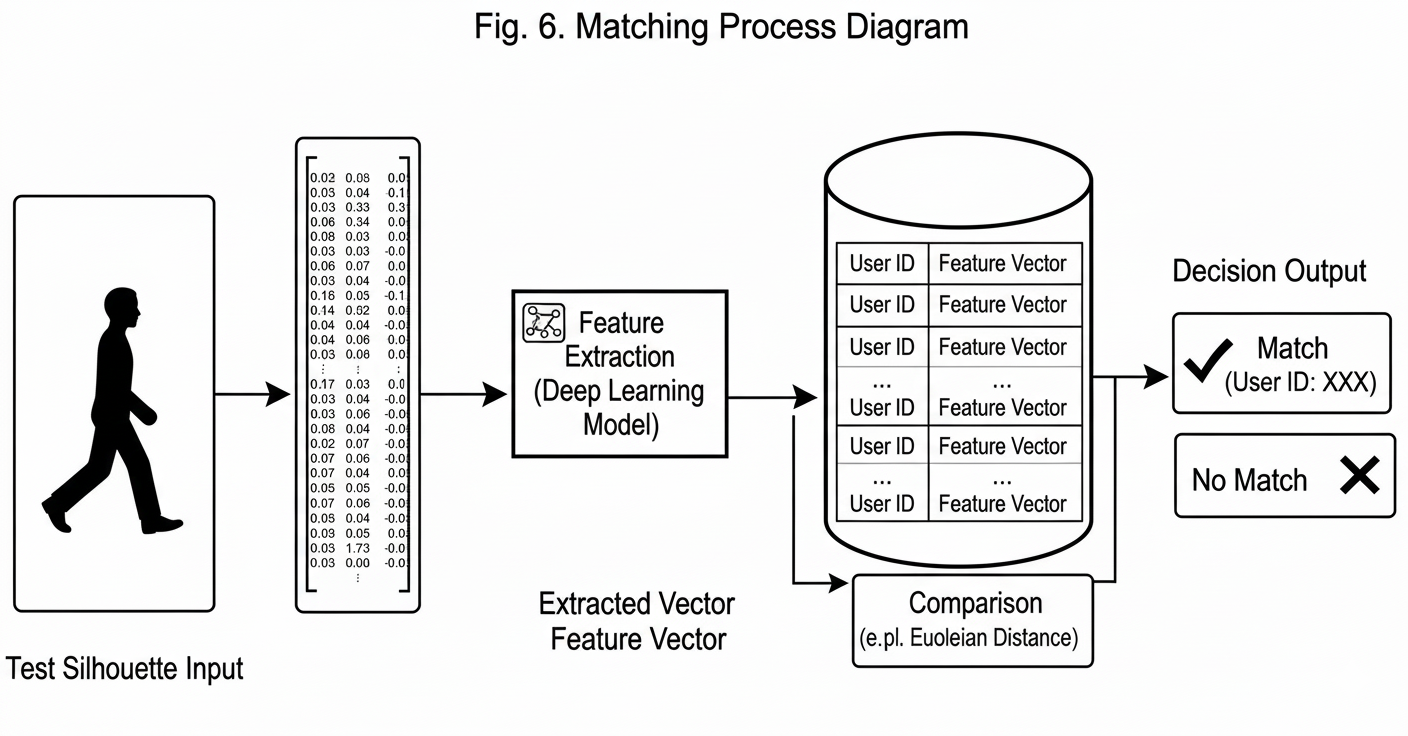 Fig. 6. Matching Process Diagram
Test Silhouette Input
0.02 0.08
0.03 0.04
0.03 0.33
0.06 0.34
0.08 0.03
0.03 0.03
0.06 0.07
0.03 0.04
0.16 0.05
0.14
0.04 0.04
0.04 0.06
0.03
⋮ ⋮ ⋮
0.17 0.03
0.03 0.04
0.03 0.06
0.08 0.04
0.02 0.07
0.07 0.06
0.07 0.04
0.05 0.05
0.07 0.06
0.05 0.04
0.03 0.05
0.03 1.73
0.03 0.00
⋮
Feature
Extraction
(Deep Learning
Model)
Extracted Vector
Feature Vector
User ID Feature Vector
User ID Feature Vector
User ID Feature Vector
... ...
User ID Feature Vector
User ID Feature Vector
... ...
User ID Feature Vector
Comparison
(e.pl. Euoleian Distance)
Decision Output
Match
(User ID: XXX)
No Match